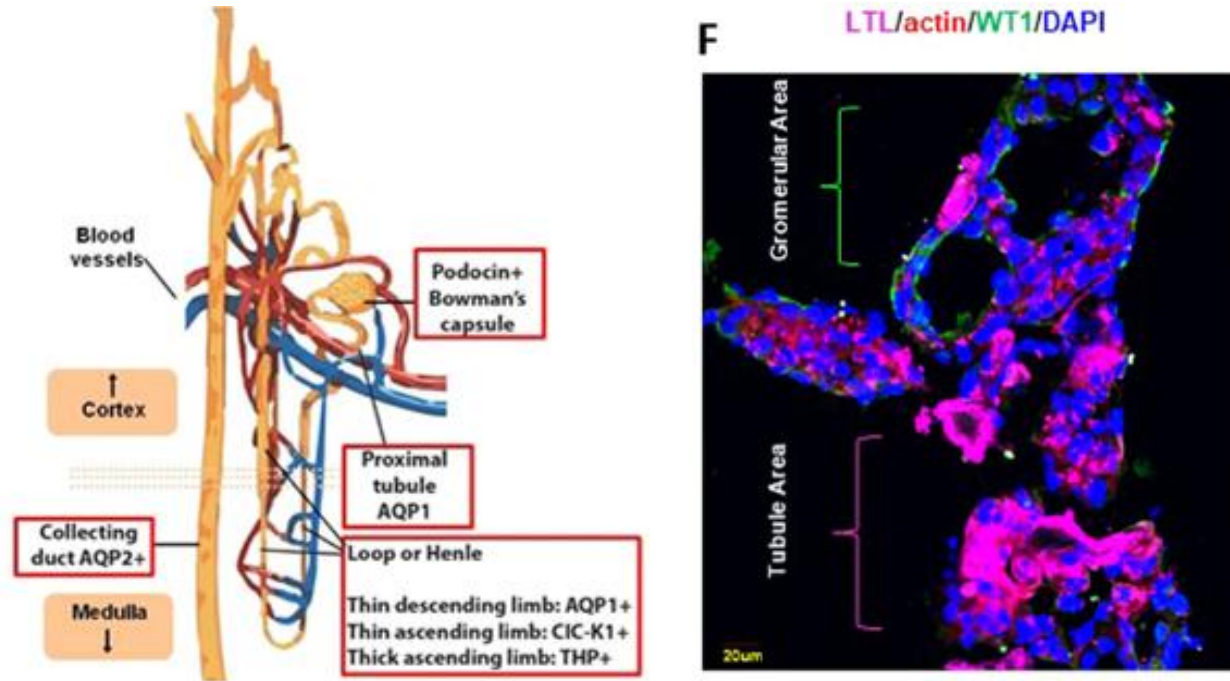 Blood
vessels
Podocin+
Bowman's
capsule
↑
Cortex
Proximal
tubule
AQP1
Collecting
duct AQP2+
Loop or Henle
Thin descending limb: AQP1+
Thin ascending limb: CIC-K1+
Thick ascending limb: THP+
Medulla
↓
F
LTL/actin/WT1/DAPI
Gromerular Area
Tubule Area
20um